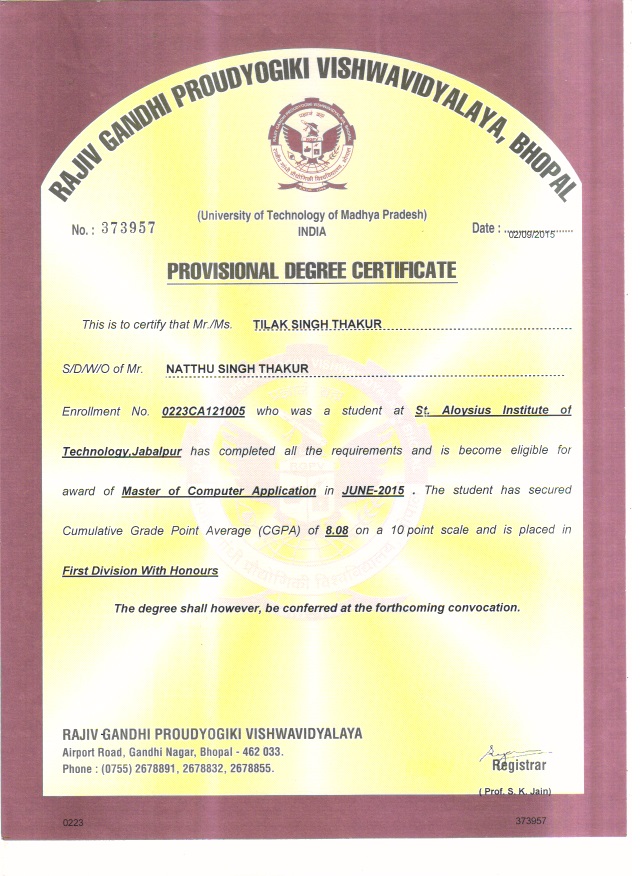 RAJIV GANDHI PROUDYOGIKI VISHWAVIDYALAYA, BHOPAL
(University of Technology of Madhya Pradesh)
INDIA
No. : 373957
Date : 02/09/2015
PROVISIONAL DEGREE CERTIFICATE
This is to certify that Mr./Ms. TILAK SINGH THAKUR
S/D/W/O of Mr. NATTHU SINGH THAKUR
Enrollment No. 0223CA121005 who was a student at St. Aloysius Institute of
Technology,Jabalpur has completed all the requirements and is become eligible for
award of Master of Computer Application in JUNE-2015 . The student has secured
Cumulative Grade Point Average (CGPA) of 8.08 on a 10 point scale and is placed in
First Division With Honours
The degree shall however, be conferred at the forthcoming convocation.
RAJIV GANDHI PROUDYOGIKI VISHWAVIDYALAYA
Airport Road, Gandhi Nagar, Bhopal - 462 033.
Phone : (0755) 2678891, 2678832, 2678855.
Registrar
( Prof. S. K. Jain)
0223
373957